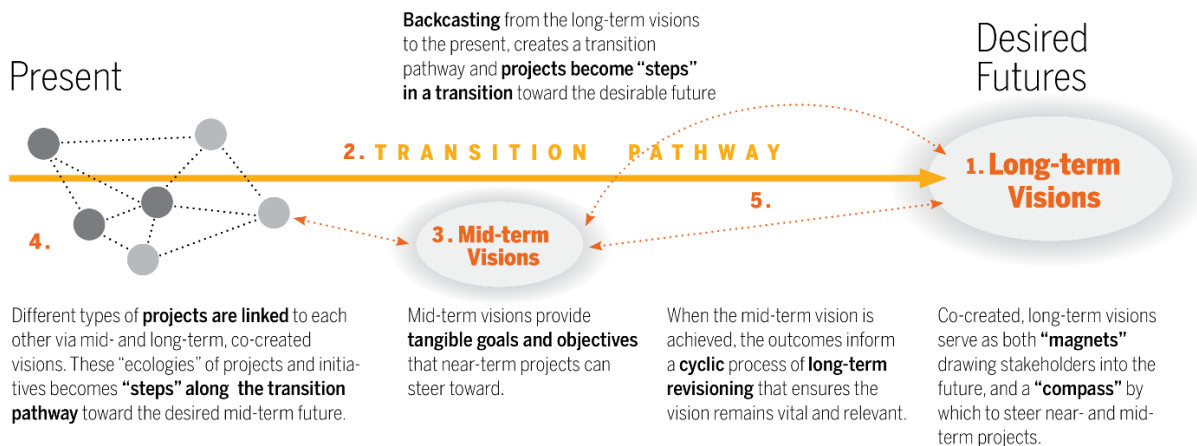 Backcasting from the long-term visions
to the present, creates a transition
pathway and projects become “steps”
in a transition toward the desirable future
Present
Desired
Futures
2. TRANSITION PATHWAY
1. Long-term
Visions
5.
4.
3. Mid-term
Visions
Different types of projects are linked to each
other via mid- and long-term, co-created
visions. These “ecologies” of projects and initia-
tives becomes “steps” along the transition
pathway toward the desired mid-term future.
Mid-term visions provide
tangible goals and objectives
that near-term projects can
steer toward.
When the mid-term vision is
achieved, the outcomes inform
a cyclic process of long-term
revisioning that ensures the
vision remains vital and relevant.
Co-created, long-term visions
serve as both “magnets”
drawing stakeholders into the
future, and a “compass” by
which to steer near- and mid-
term projects.